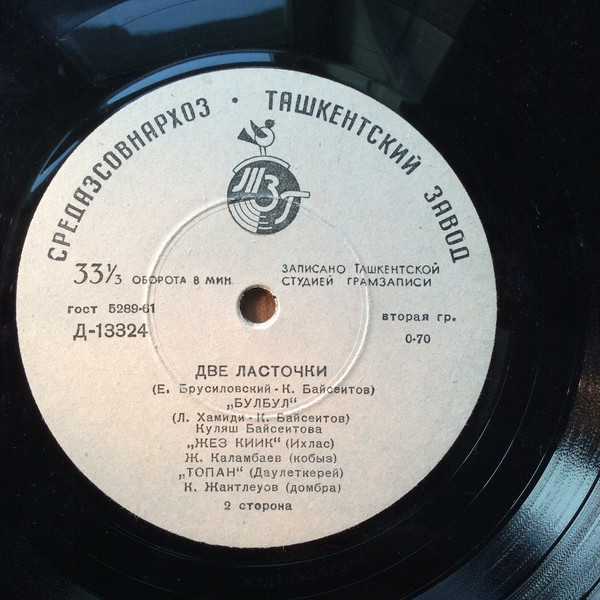 СРЕДАЗСОВНАРХОЗ · ТАШКЕНТСКИЙ ЗАВОД
ТЗГ
33⅓ ОБОРОТА В МИН.
ЗАПИСАНО ТАШКЕНТСКОЙ
СТУДИЕЙ ГРАМЗАПИСИ
ГОСТ 5289-61
Д-13324
вторая гр.
0-70
ДВЕ ЛАСТОЧКИ
(Е. Брусиловский - К. Байсеитов)
„БУЛБУЛ“
(Л. Хамиди - К. Байсеитов)
Куляш Байсеитова
„ЖЕЗ КИИК“ (Ихлас)
Ж. Каламбаев (кобыз)
„ТОПАН“ (Даулеткерей)
К. Жантлеуов (домбра)
2 сторона